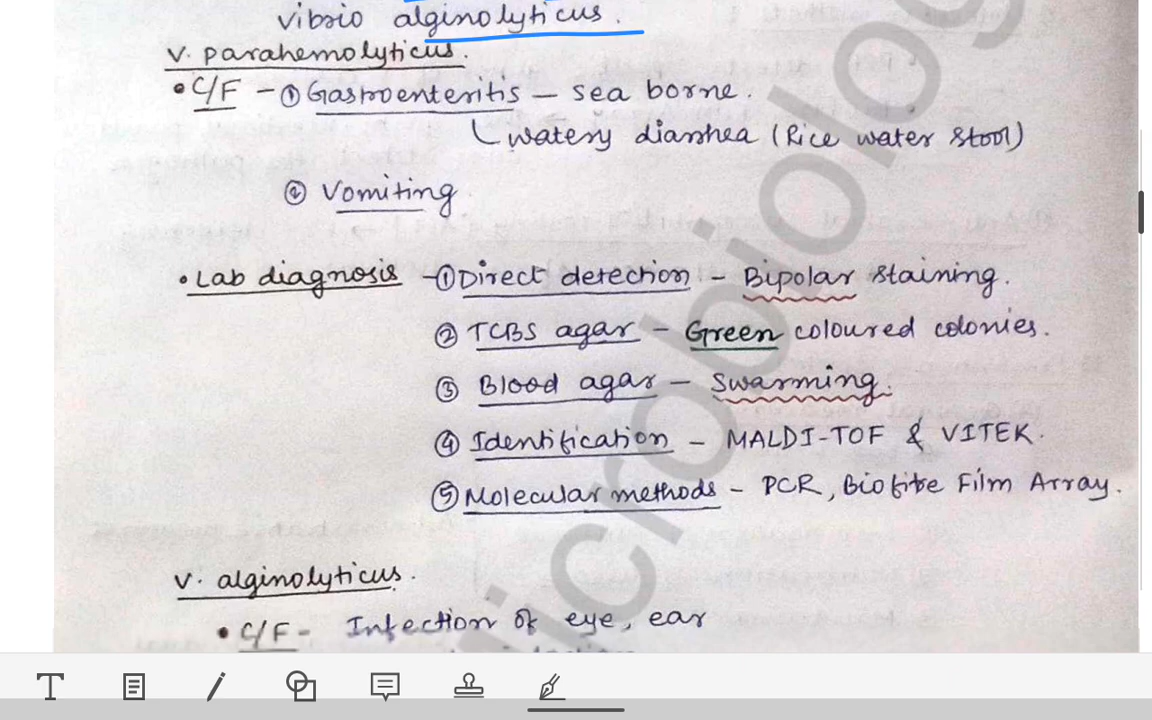 Vibrio alginolyticus.
V. parahemolyticus.
• C/F - ① Gastroenteritis - sea borne.
watery diarrhea (Rice water stool)
② Vomiting
• Lab diagnosis - ① Direct detection - Bipolar staining.
② TCBS agar - Green coloured colonies.
③ Blood agar - Swarming.
④ Identification - MALDI-TOF & VITEK.
⑤ Molecular methods - PCR, Biofire Film Array.
V. alginolyticus.
• C/F - Infection of eye, ear